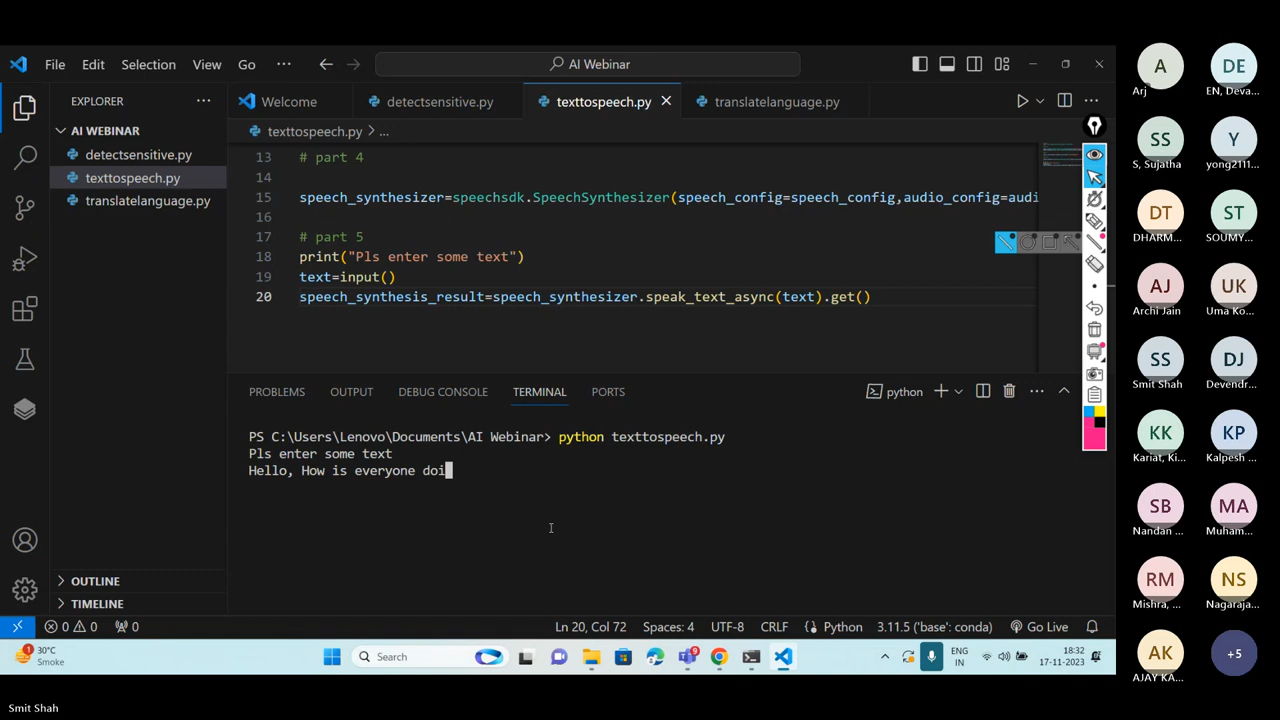 File Edit Selection View Go ··· AI Webinar
EXPLORER ···
Welcome detectsensitive.py texttospeech.py translatelanguage.py ···
AI WEBINAR
texttospeech.py > ...
detectsensitive.py
texttospeech.py
translatelanguage.py
13 # part 4
14
15 speech_synthesizer=speechsdk.SpeechSynthesizer(speech_config=speech_config,audio_config=audi
16
17 # part 5
18 print("Pls enter some text")
19 text=input()
20 speech_synthesis_result=speech_synthesizer.speak_text_async(text).get()
PROBLEMS OUTPUT DEBUG CONSOLE TERMINAL PORTS python ···
PS C:\Users\Lenovo\Documents\AI Webinar> python texttospeech.py
Pls enter some text
Hello, How is everyone doi
OUTLINE
TIMELINE
0 0 0 Ln 20, Col 72 Spaces: 4 UTF-8 CRLF Python 3.11.5 ('base': conda) Go Live
30°C
Smoke
Search
9
ENG
IN
18:32
17-11-2023
A DE
Arj EN, Deva...
SS Y
S, Sujatha yong2111...
DT ST
DHARM... SOUMY...
AJ UK
Archi Jain Uma Ko...
SS DJ
Smit Shah Devendr...
KK KP
Kariat, Ki... Kalpesh ...
SB MA
Nandan ... Muham...
RM NS
Mishra, ... Nagaraja...
AK +5
AJAY KA...
Smit Shah